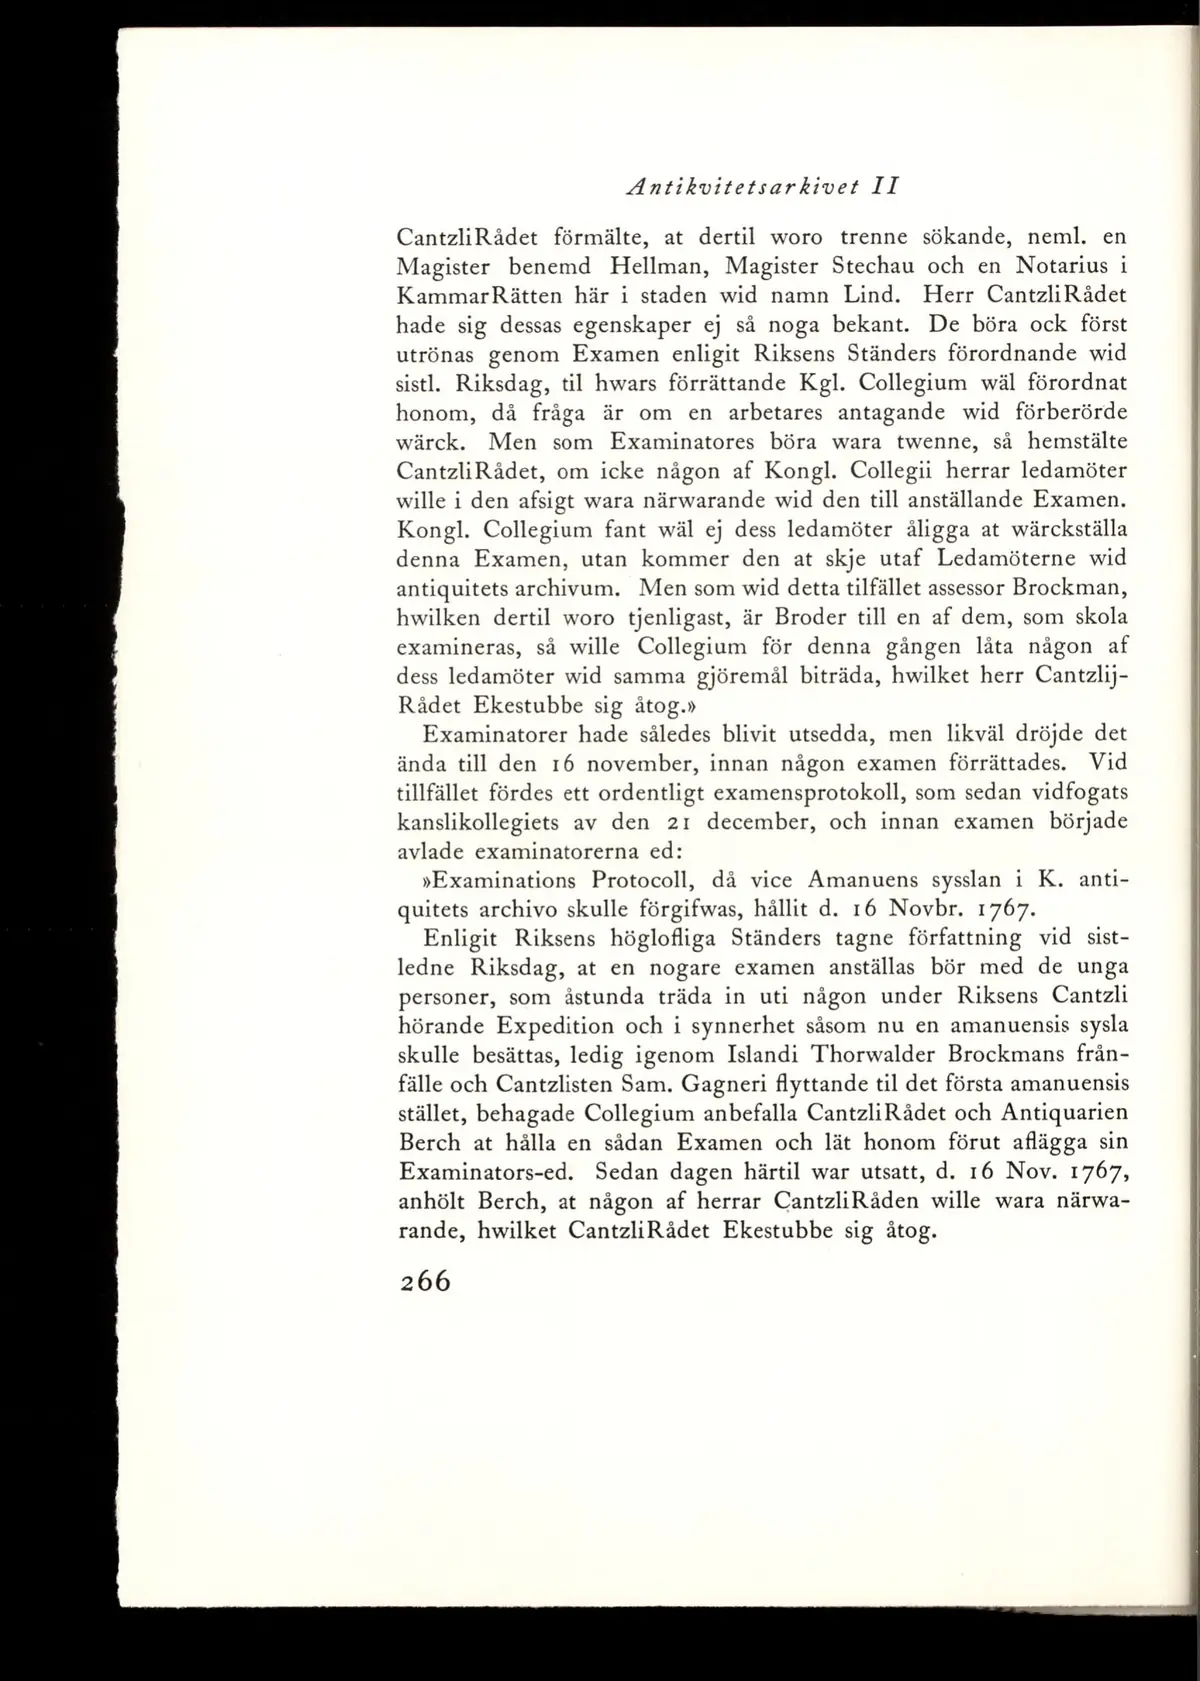 Antikvitetsarkivet II
CantzliRådet förmälte, at dertil woro trenne sökande, neml. en
Magister benemd Hellman, Magister Stechau och en Notarius i
KammarRätten här i staden wid namn Lind. Herr CantzliRådet
hade sig dessas egenskaper ej så noga bekant. De böra ock först
utrönas genom Examen enligit Riksens Ständers förordnande wid
sistl. Riksdag, til hwars förrättande Kgl. Collegium wäl förordnat
honom, då fråga är om en arbetares antagande wid förberörde
wärck. Men som Examinatores böra wara twenne, så hemstälte
CantzliRådet, om icke någon af Kongl. Collegii herrar ledamöter
wille i den afsigt wara närwarande wid den till anställande Examen.
Kongl. Collegium fant wäl ej dess ledamöter åligga at wärckställa
denna Examen, utan kommer den at skje utaf Ledamöterne wid
antiquitets archivum. Men som wid detta tilfället assessor Brockman,
hwilken dertil woro tjenligast, är Broder till en af dem, som skola
examineras, så wille Collegium för denna gången låta någon af
dess ledamöter wid samma gjöremål biträda, hwilket herr Cantzlij-
Rådet Ekestubbe sig åtog.»
Examinatorer hade således blivit utsedda, men likväl dröjde det
ända till den 16 november, innan någon examen förrättades. Vid
tillfället fördes ett ordentligt examensprotokoll, som sedan vidfogats
kanslikollegiets av den 21 december, och innan examen började
avlade examinatorerna ed:
»Examinations Protocoll, då vice Amanuens sysslan i K. anti-
quitets archivo skulle förgifwas, hållit d. 16 Novbr. 1767.
Enligit Riksens höglofliga Ständers tagne författning vid sist-
ledne Riksdag, at en nogare examen anställas bör med de unga
personer, som åstunda träda in uti någon under Riksens Cantzli
hörande Expedition och i synnerhet såsom nu en amanuensis sysla
skulle besättas, ledig igenom Islandi Thorwalder Brockmans från-
fälle och Cantzlisten Sam. Gagneri flyttande til det första amanuensis
stället, behagade Collegium anbefalla CantzliRådet och Antiquarien
Berch at hålla en sådan Examen och lät honom förut aflägga sin
Examinators-ed. Sedan dagen härtil war utsatt, d. 16 Nov. 1767,
anhölt Berch, at någon af herrar CantzliRåden wille wara närwa-
rande, hwilket CantzliRådet Ekestubbe sig åtog.
266